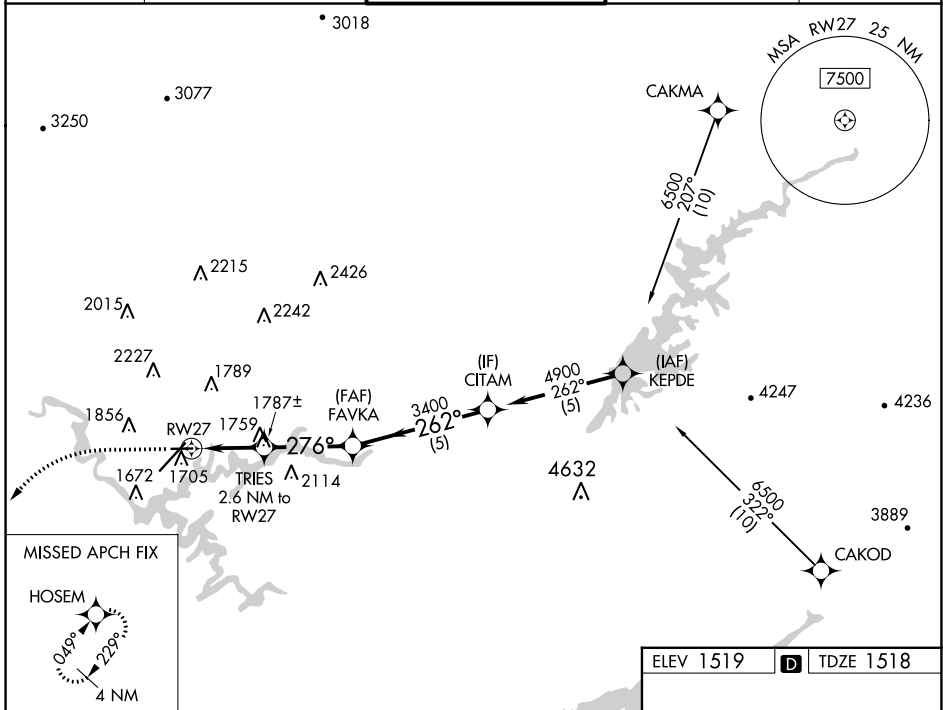 3018
MSA RW27 25 NM
7500
3077
3250
CAKMA
6500
207°
(10)
2215
2426
2015
2242
2227
1789
(IF)
CITAM
4900
262°
(5)
(IAF)
KEPDE
1787±
(FAF)
FAVKA
3400
262°
(5)
4247
4236
1856
RW27
1759
276°
1672
1705
TRIES
2.6 NM to
RW27
2114
4632
6500
322°
(10)
3889
CAKOD
MISSED APCH FIX
HOSEM
049°
229°
4 NM
ELEV 1519 D TDZE 1518